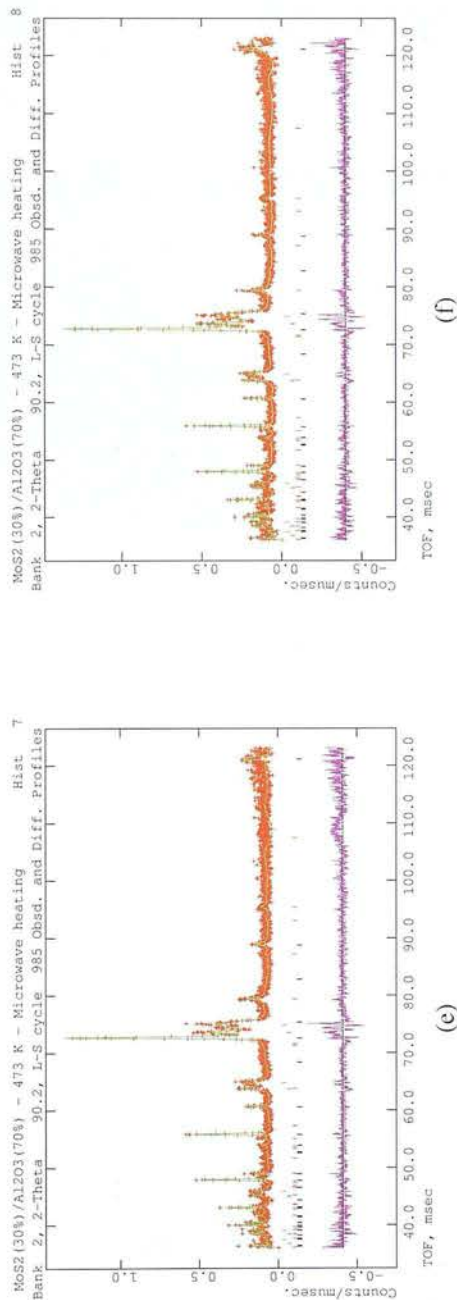 MoS2(30%)/Al2O3(70%) - 473 K - Microwave heating Hist 7
Bank 2, 2-Theta 90.2, L-S cycle 985 Obsd. and Diff. Profiles
Counts/musec.
1.0
0.5
0.0
-0.5
40.0 50.0 60.0 70.0 80.0 90.0 100.0 110.0 120.0
TOF, msec
(e)
MoS2(30%)/Al2O3(70%) - 473 K - Microwave heating Hist 8
Bank 2, 2-Theta 90.2, L-S cycle 985 Obsd. and Diff. Profiles
Counts/musec.
1.0
0.5
0.0
-0.5
40.0 50.0 60.0 70.0 80.0 90.0 100.0 110.0 120.0
TOF, msec
(f)